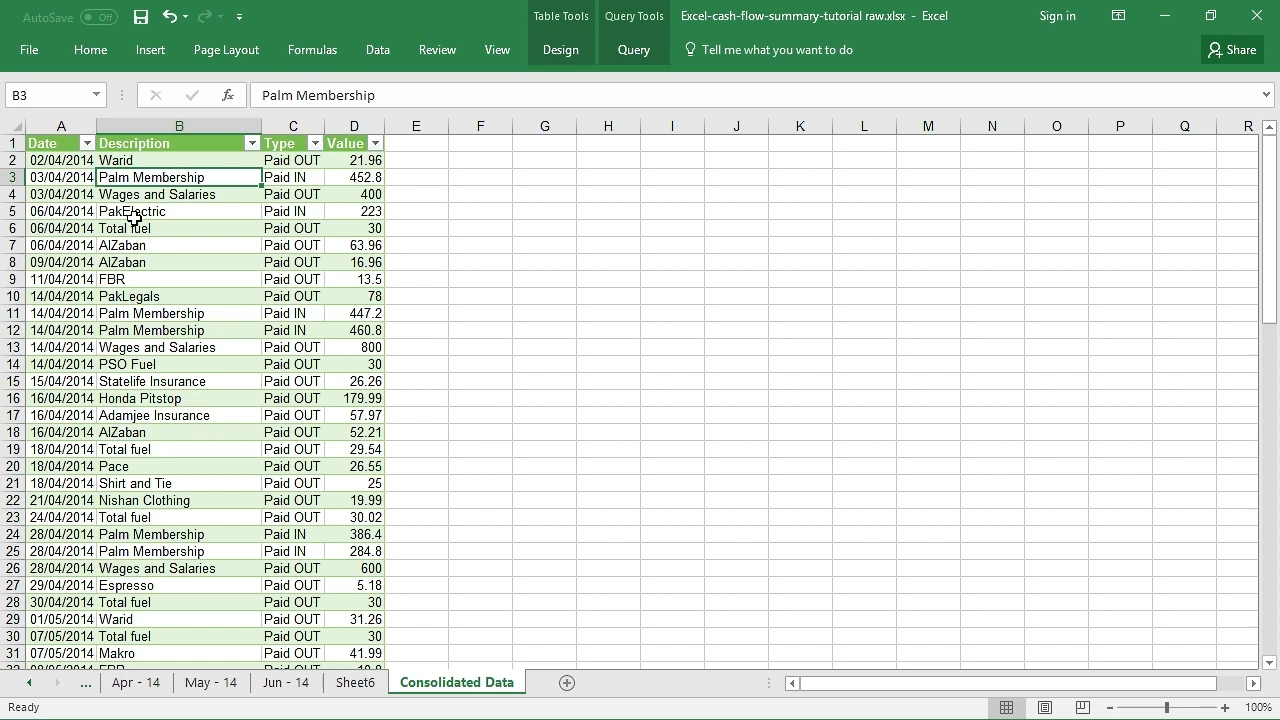 AutoSave Off Table Tools Query Tools Excel-cash-flow-summary-tutorial raw.xlsx - Excel Sign in
File Home Insert Page Layout Formulas Data Review View Design Query Tell me what you want to do Share
B3 fx Palm Membership
A B C D E F G H I J K L M N O P Q R
1 Date Description Type Value
2 02/04/2014 Warid Paid OUT 21.96
3 03/04/2014 Palm Membership Paid IN 452.8
4 03/04/2014 Wages and Salaries Paid OUT 400
5 06/04/2014 PakElectric Paid IN 223
6 06/04/2014 Total fuel Paid OUT 30
7 06/04/2014 AlZaban Paid OUT 63.96
8 09/04/2014 AlZaban Paid OUT 16.96
9 11/04/2014 FBR Paid OUT 13.5
10 14/04/2014 PakLegals Paid OUT 78
11 14/04/2014 Palm Membership Paid IN 447.2
12 14/04/2014 Palm Membership Paid IN 460.8
13 14/04/2014 Wages and Salaries Paid OUT 800
14 14/04/2014 PSO Fuel Paid OUT 30
15 15/04/2014 Statelife Insurance Paid OUT 26.26
16 16/04/2014 Honda Pitstop Paid OUT 179.99
17 16/04/2014 Adamjee Insurance Paid OUT 57.97
18 16/04/2014 AlZaban Paid OUT 52.21
19 18/04/2014 Total fuel Paid OUT 29.54
20 18/04/2014 Pace Paid OUT 26.55
21 18/04/2014 Shirt and Tie Paid OUT 25
22 21/04/2014 Nishan Clothing Paid OUT 19.99
23 24/04/2014 Total fuel Paid OUT 30.02
24 28/04/2014 Palm Membership Paid IN 386.4
25 28/04/2014 Palm Membership Paid IN 284.8
26 28/04/2014 Wages and Salaries Paid OUT 600
27 29/04/2014 Espresso Paid OUT 5.18
28 30/04/2014 Total fuel Paid OUT 30
29 01/05/2014 Warid Paid OUT 31.26
30 07/05/2014 Total fuel Paid OUT 30
31 07/05/2014 Makro Paid OUT 41.99
... Apr - 14 May - 14 Jun - 14 Sheet6 Consolidated Data
Ready 100%